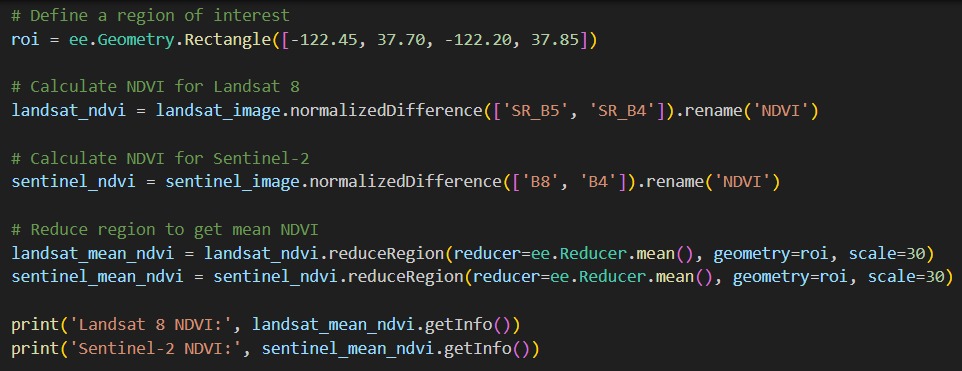 # Define a region of interest
roi = ee.Geometry.Rectangle([-122.45, 37.70, -122.20, 37.85])
# Calculate NDVI for Landsat 8
landsat_ndvi = landsat_image.normalizedDifference(['SR_B5', 'SR_B4']).rename('NDVI')
# Calculate NDVI for Sentinel-2
sentinel_ndvi = sentinel_image.normalizedDifference(['B8', 'B4']).rename('NDVI')
# Reduce region to get mean NDVI
landsat_mean_ndvi = landsat_ndvi.reduceRegion(reducer=ee.Reducer.mean(), geometry=roi, scale=30)
sentinel_mean_ndvi = sentinel_ndvi.reduceRegion(reducer=ee.Reducer.mean(), geometry=roi, scale=30)
print('Landsat 8 NDVI:', landsat_mean_ndvi.getInfo())
print('Sentinel-2 NDVI:', sentinel_mean_ndvi.getInfo())